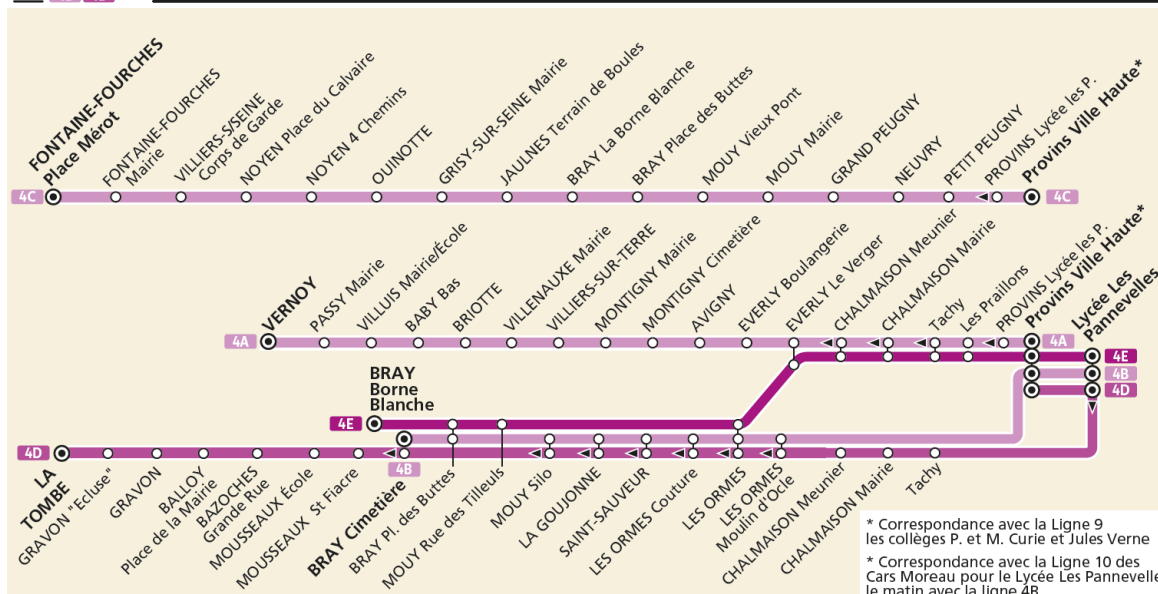 FONTAINE-FOURCHES
Place Mérot
FONTAINE-FOURCHES
Mairie
VILLIERS-S/SEINE
Corps de Garde
NOYEN Place du Calvaire
NOYEN 4 Chemins
OUINOTTE
GRISY-SUR-SEINE Mairie
JAULNES Terrain de Boules
BRAY La Borne Blanche
BRAY Place des Buttes
MOUY Vieux Pont
MOUY Mairie
GRAND PEUGNY
NEUVRY
PETIT PEUGNY
PROVINS Lycée les P.
Provins Ville Haute*
4C
4C
VERNOY
PASSY Mairie
VILLUIS Mairie/École
BABY Bas
BRIOTTE
VILLENAUXE Mairie
VILLIERS-SUR-TERRE
MONTIGNY Mairie
MONTIGNY Cimetière
AVIGNY
EVERLY Boulangerie
EVERLY Le Verger
CHALMAISON Meunier
CHALMAISON Mairie
Tachy
Les Praillons
PROVINS Lycée les P.
Provins Ville Haute*
Lycée Les
Pannevelles
4A
4A
4E
4B
4D
BRAY
Borne
Blanche
4E
4D
4B
LA
TOMBE
GRAVON "Ecluse"
GRAVON
BALLOY
Place de la Mairie
BAZOCHES
Grande Rue
MOUSSEAUX École
MOUSSEAUX St Fiacre
BRAY Cimetière
BRAY Pl. des Buttes
MOUY Rue des Tilleuls
MOUY Silo
LA GOUJONNE
SAINT-SAUVEUR
LES ORMES Couture
LES ORMES
LES ORMES
Moulin d'Ocle
CHALMAISON Meunier
CHALMAISON Mairie
Tachy
* Correspondance avec la Ligne 9
les collèges P. et M. Curie et Jules Verne
* Correspondance avec la Ligne 10 des
Cars Moreau pour le Lycée Les Pannevelle
le matin avec la ligne 4B